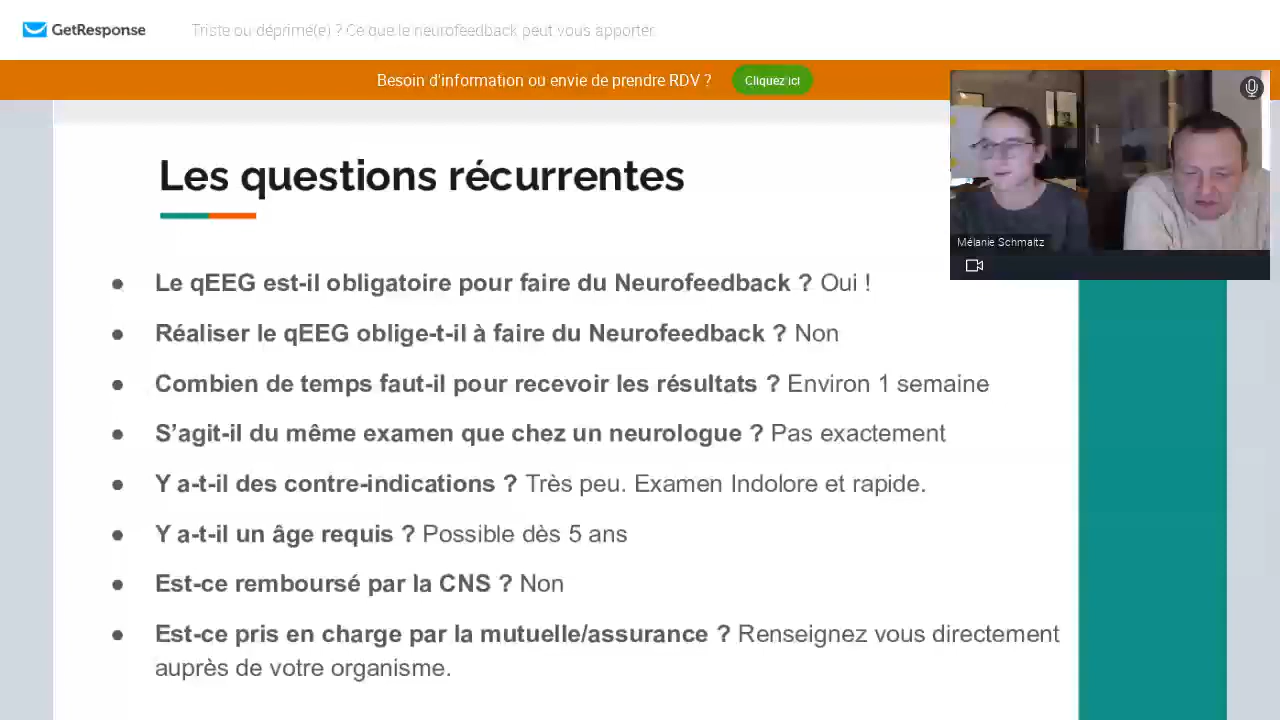 GetResponse
Triste ou déprimé(e) ? Ce que le neurofeedback peut vous apporter
Besoin d'information ou envie de prendre RDV ?
Cliquez ici
Mélanie Schmaltz
Les questions récurrentes
● Le qEEG est-il obligatoire pour faire du Neurofeedback ? Oui !
● Réaliser le qEEG oblige-t-il à faire du Neurofeedback ? Non
● Combien de temps faut-il pour recevoir les résultats ? Environ 1 semaine
● S’agit-il du même examen que chez un neurologue ? Pas exactement
● Y a-t-il des contre-indications ? Très peu. Examen Indolore et rapide.
● Y a-t-il un âge requis ? Possible dès 5 ans
● Est-ce remboursé par la CNS ? Non
● Est-ce pris en charge par la mutuelle/assurance ? Renseignez vous directement
auprès de votre organisme.